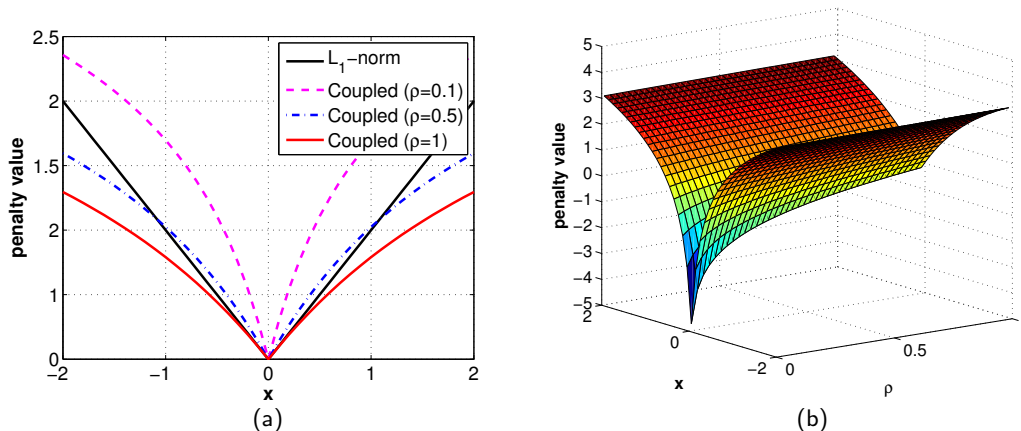 2.5
2
1.5
2
1
0
penalty value
−2
−1
0
1
2
x
L1−norm
Coupled (ρ=0.1)
Coupled (ρ=0.5)
Coupled (ρ=1)
(a)
5
4
3
2
1
0
−1
−2
−3
−4
−5
penalty value
2
0
−2
x
0
0.5
ρ
(b)